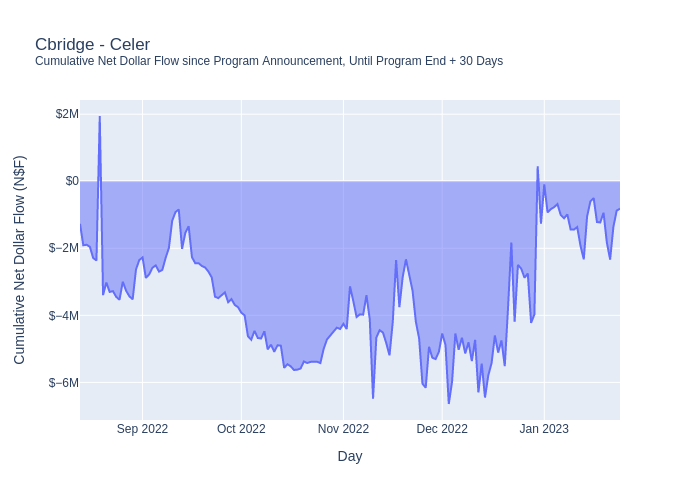 Cbridge - Celer
Cumulative Net Dollar Flow since Program Announcement, Until Program End + 30 Days
Cumulative Net Dollar Flow (N$F)
$2M
$0
$−2M
$−4M
$−6M
Sep 2022
Oct 2022
Nov 2022
Dec 2022
Jan 2023
Day